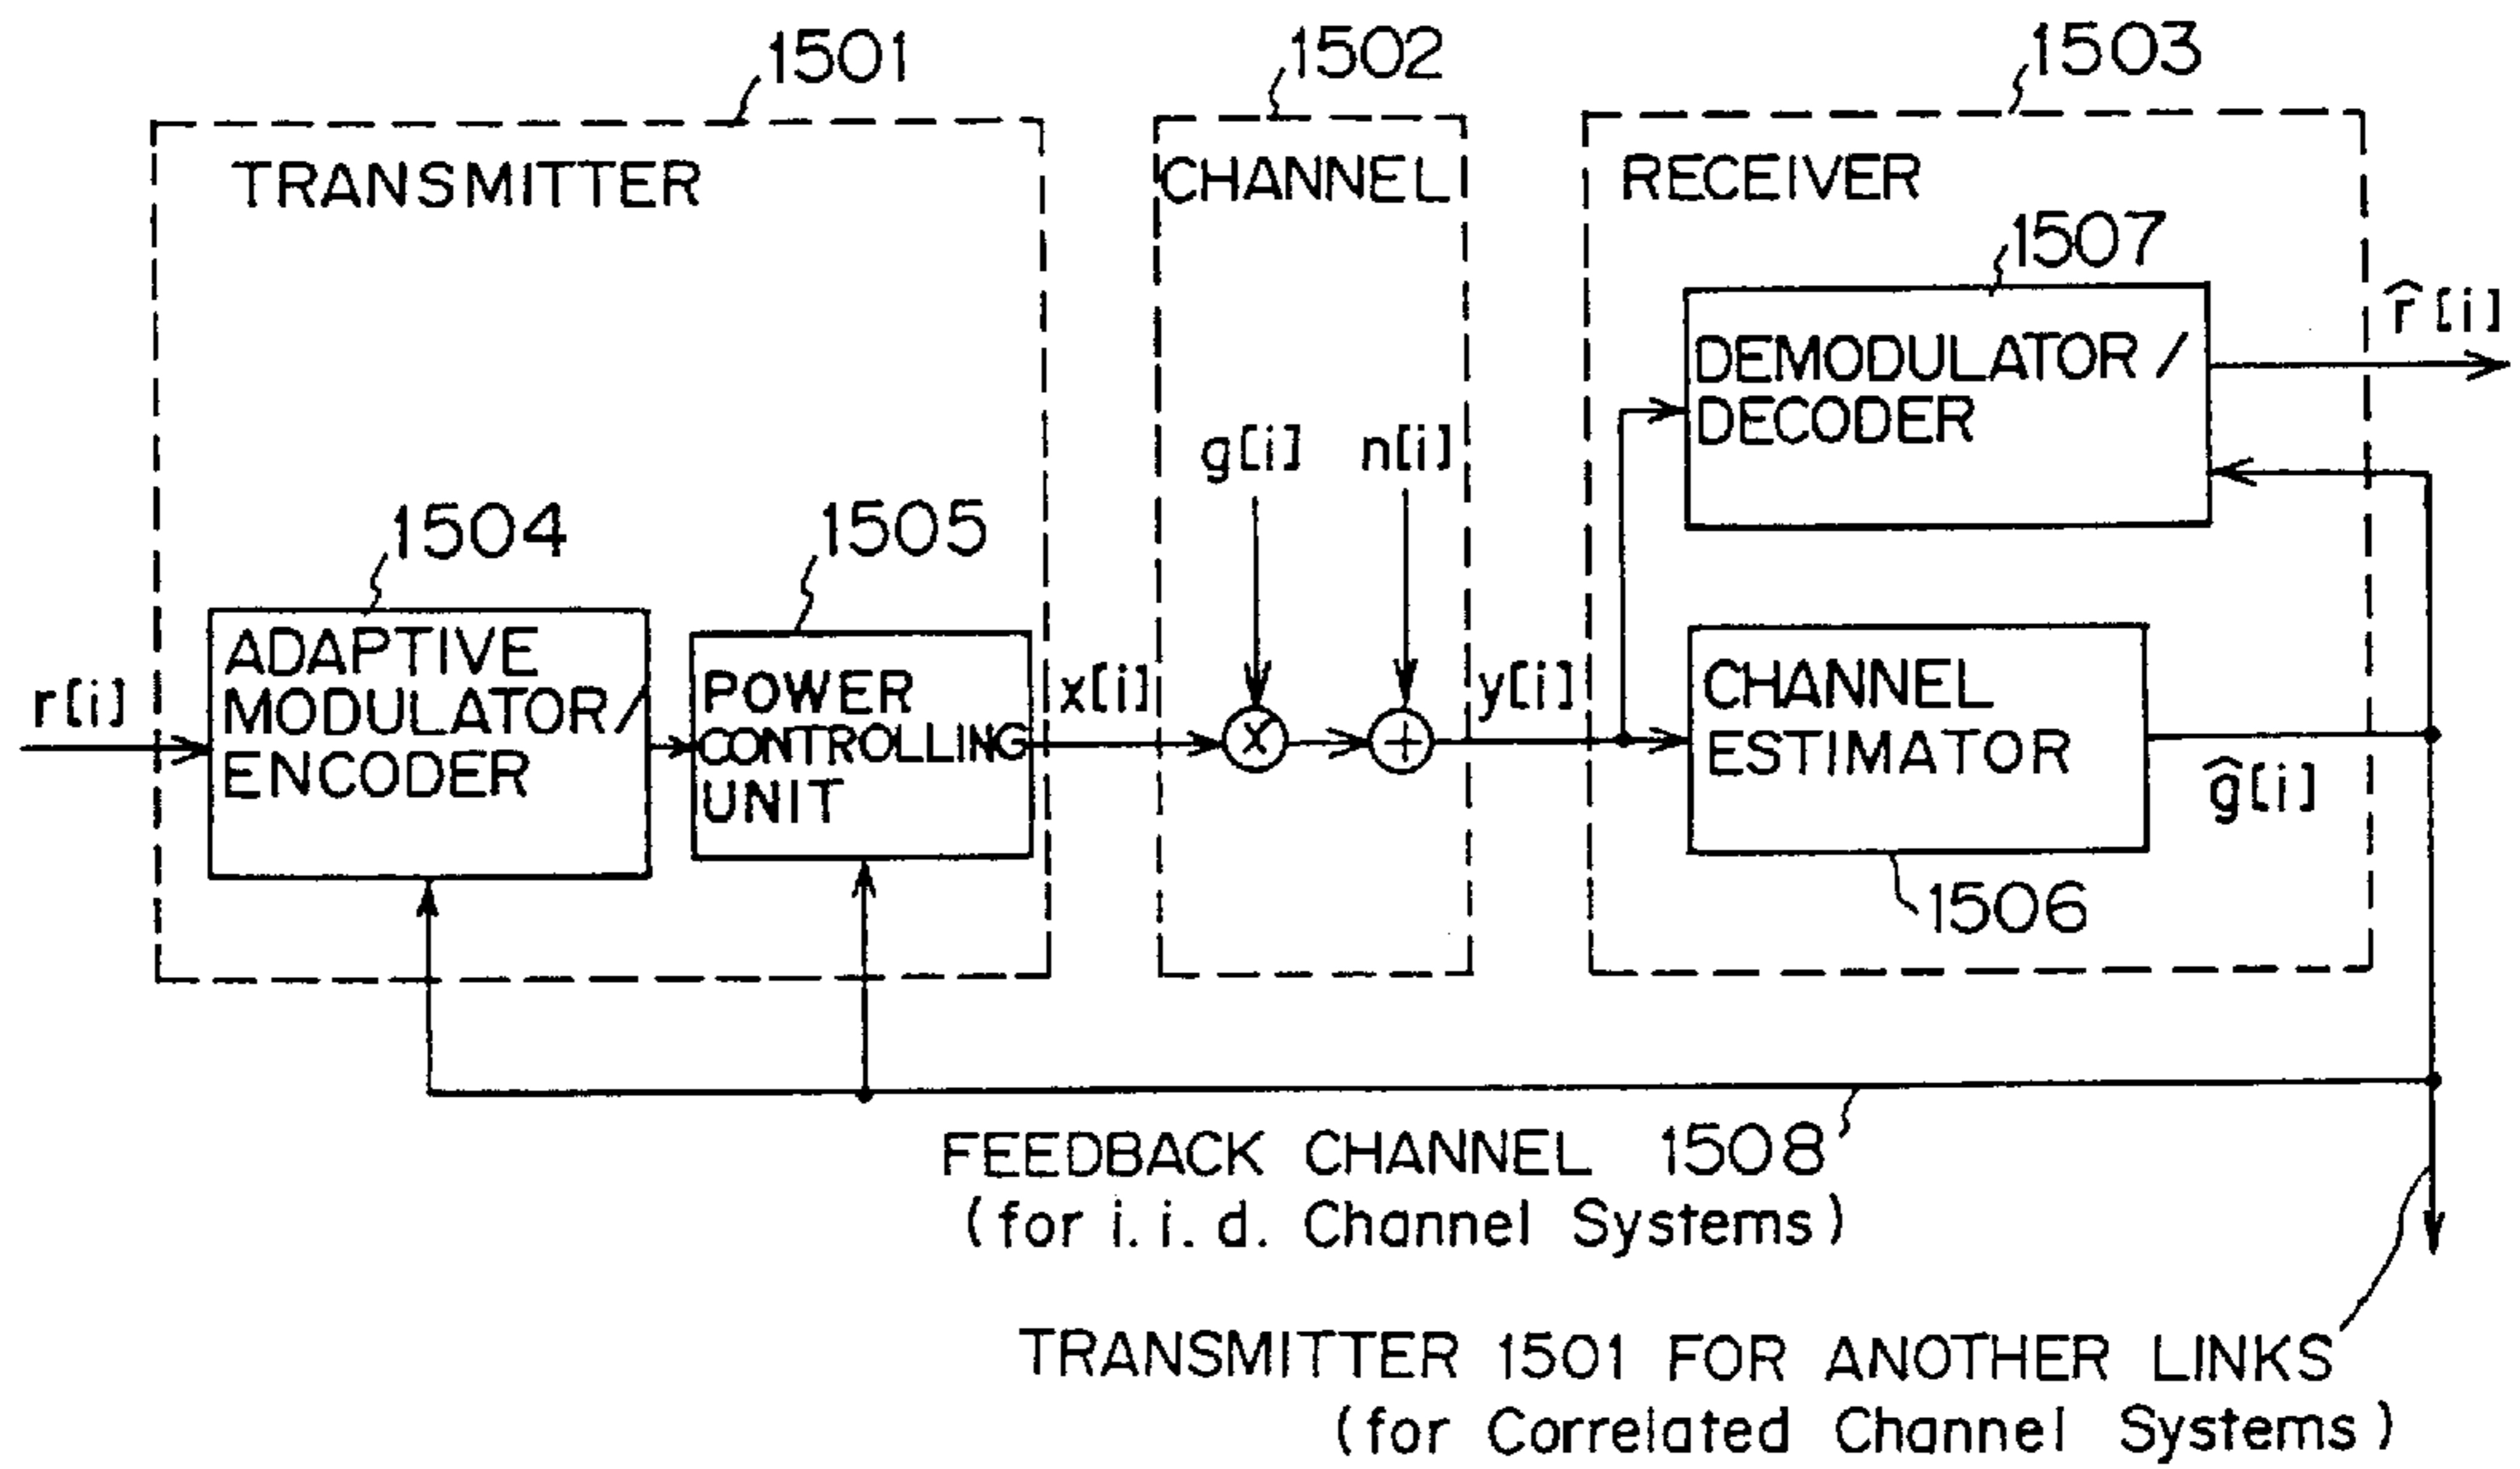 1501
1502
1503
TRANSMITTER
CHANNEL
RECEIVER
1507
r̂[i]
DEMODULATOR/
DECODER
g[i]
n[i]
1504
1505
ADAPTIVE
MODULATOR/
ENCODER
POWER
CONTROLLING
UNIT
r[i]
x[i]
y[i]
CHANNEL
ESTIMATOR
ĝ[i]
1506
×
+
FEEDBACK CHANNEL 1508
(for i.i.d. Channel Systems)
TRANSMITTER 1501 FOR ANOTHER LINKS
(for Correlated Channel Systems)